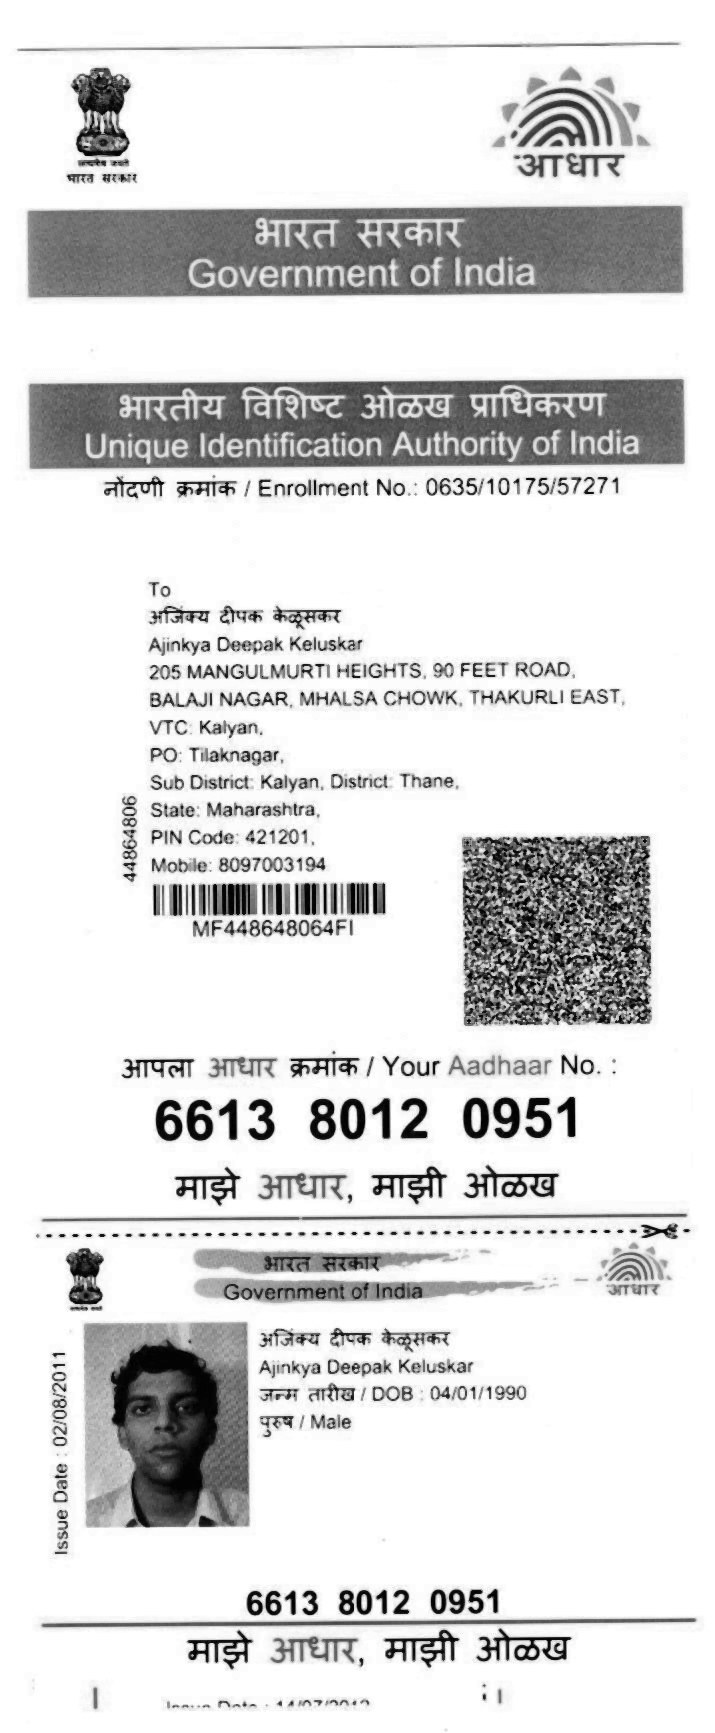 सत्यमेव जयते
भारत सरकार
आधार
भारत सरकार
Government of India
भारतीय विशिष्ट ओळख प्राधिकरण
Unique Identification Authority of India
नोंदणी क्रमांक / Enrollment No.: 0635/10175/57271
To
अजिंक्य दीपक केळूसकर
Ajinkya Deepak Keluskar
205 MANGULMURTI HEIGHTS, 90 FEET ROAD,
BALAJI NAGAR, MHALSA CHOWK, THAKURLI EAST,
VTC: Kalyan,
PO: Tilaknagar,
Sub District: Kalyan, District: Thane,
State: Maharashtra,
PIN Code: 421201,
Mobile: 8097003194
44864806
MF448648064FI
आपला आधार क्रमांक / Your Aadhaar No. :
6613 8012 0951
माझे आधार, माझी ओळख
भारत सरकार
Government of India
आधार
Issue Date : 02/08/2011
अजिंक्य दीपक केळूसकर
Ajinkya Deepak Keluskar
जन्म तारीख / DOB : 04/01/1990
पुरुष / Male
6613 8012 0951
माझे आधार, माझी ओळख